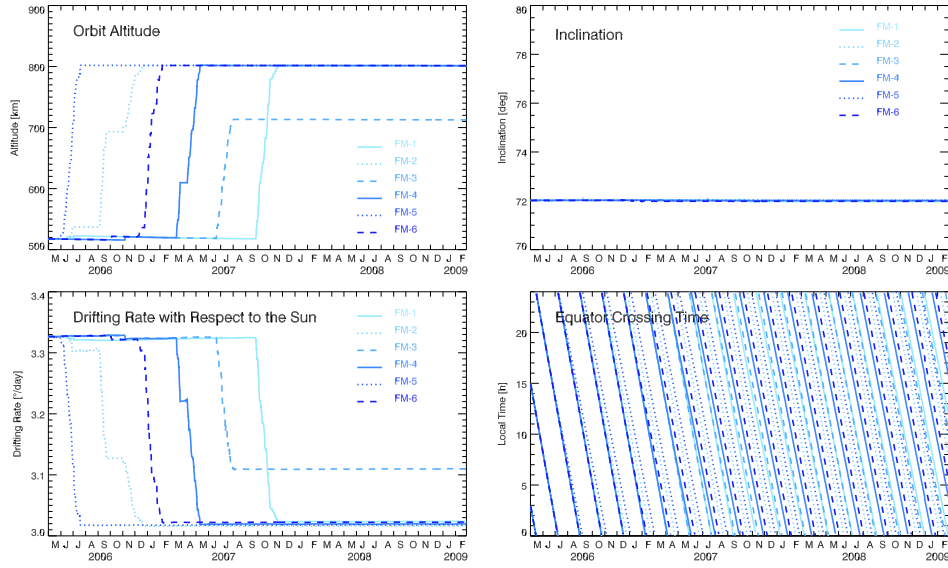 Orbit Altitude
900
800
700
600
500
Altitude [km]
FM-1
FM-2
FM-3
FM-4
FM-5
FM-6
M J J A S O N D J F M A M J J A S O N D J F M A M J J A S O N D J F
2006 2007 2008 2009
Inclination
80
78
76
74
72
70
Inclination [deg]
FM-1
FM-2
FM-3
FM-4
FM-5
FM-6
M J J A S O N D J F M A M J J A S O N D J F M A M J J A S O N D J F
2006 2007 2008 2009
Drifting Rate with Respect to the Sun
3.4
3.3
3.2
3.1
3.0
Drifting Rate [°/day]
FM-1
FM-2
FM-3
FM-4
FM-5
FM-6
M J J A S O N D J F M A M J J A S O N D J F M A M J J A S O N D J F
2006 2007 2008 2009
Equator Crossing Time
20
15
10
5
0
Local Time [h]
M J J A S O N D J F M A M J J A S O N D J F M A M J J A S O N D J F
2006 2007 2008 2009